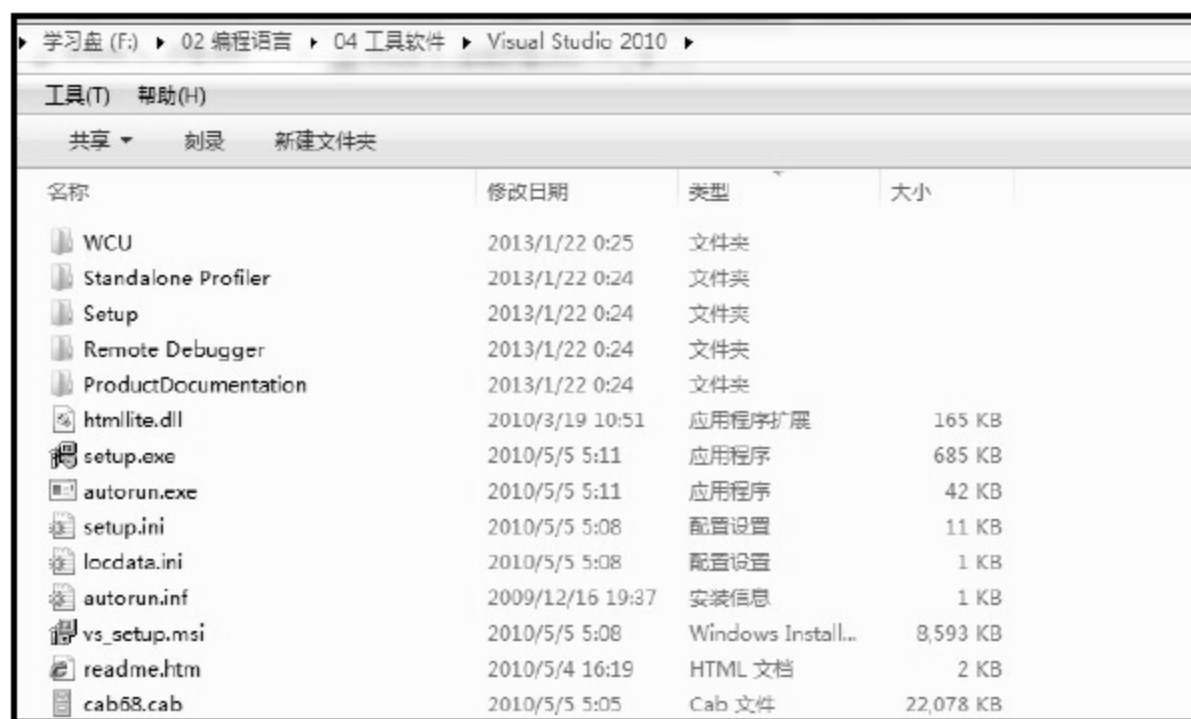 学习盘 (F:) ▸ 02 编程语言 ▸ 04 工具软件 ▸ Visual Studio 2010 ▸
工具(T) 帮助(H)
共享 刻录 新建文件夹
名称 修改日期 类型 大小
WCU 2013/1/22 0:25 文件夹
Standalone Profiler 2013/1/22 0:24 文件夹
Setup 2013/1/22 0:24 文件夹
Remote Debugger 2013/1/22 0:24 文件夹
ProductDocumentation 2013/1/22 0:24 文件夹
htmllite.dll 2010/3/19 10:51 应用程序扩展 165 KB
setup.exe 2010/5/5 5:11 应用程序 685 KB
autorun.exe 2010/5/5 5:11 应用程序 42 KB
setup.ini 2010/5/5 5:08 配置设置 11 KB
locdata.ini 2010/5/5 5:08 配置设置 1 KB
autorun.inf 2009/12/16 19:37 安装信息 1 KB
vs_setup.msi 2010/5/5 5:08 Windows Install... 8,593 KB
readme.htm 2010/5/4 16:19 HTML 文档 2 KB
cab68.cab 2010/5/5 5:05 Cab 文件 22,078 KB